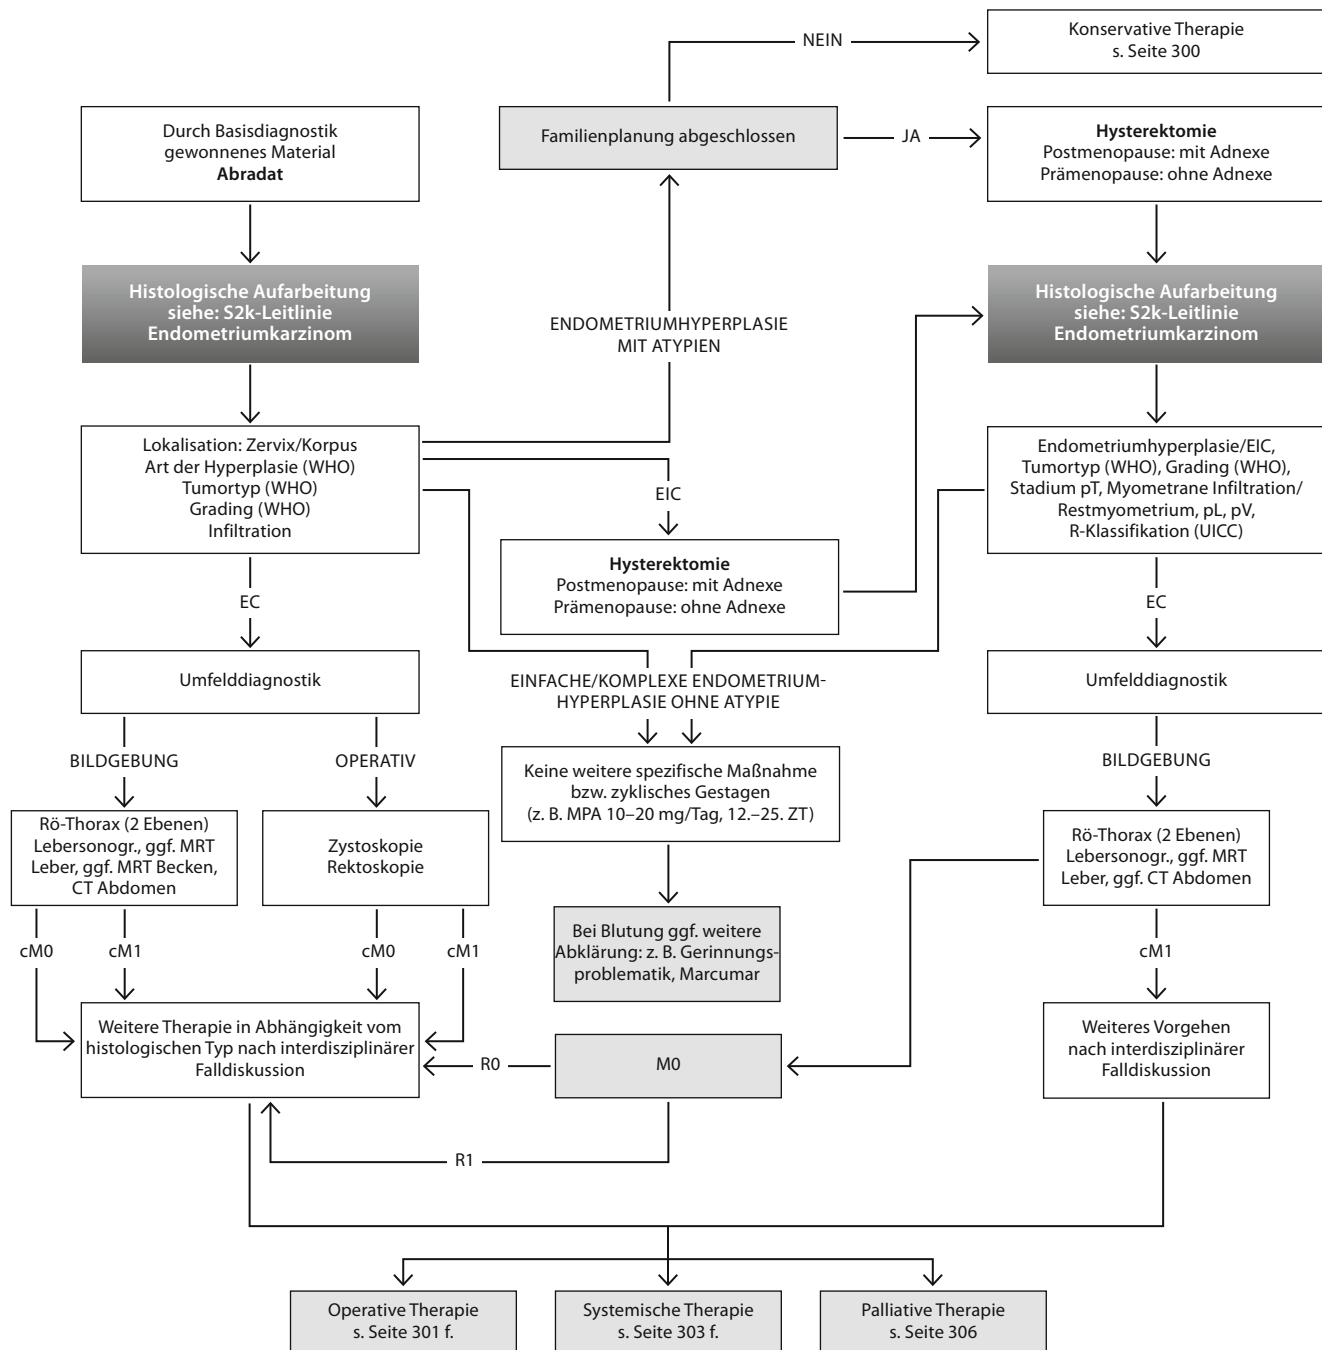 NEIN
Konservative Therapie
s. Seite 300
Durch Basisdiagnostik
gewonnenes Material
Abradat
Familienplanung abgeschlossen
JA
Hysterektomie
Postmenopause: mit Adnexe
Prämenopause: ohne Adnexe
Histologische Aufarbeitung
siehe: S2k-Leitlinie
Endometriumkarzinom
ENDOMETRIUMHYPERPLASIE
MIT ATYPIEN
Histologische Aufarbeitung
siehe: S2k-Leitlinie
Endometriumkarzinom
Lokalisation: Zervix/Korpus
Art der Hyperplasie (WHO)
Tumortyp (WHO)
Grading (WHO)
Infiltration
EIC
Hysterektomie
Postmenopause: mit Adnexe
Prämenopause: ohne Adnexe
Endometriumhyperplasie/EIC,
Tumortyp (WHO), Grading (WHO),
Stadium pT, Myometrane Infiltration/
Restmyometrium, pL, pV,
R-Klassifikation (UICC)
EC
EC
Umfelddiagnostik
EINFACHE/KOMPLEXE ENDOMETRIUM-
HYPERPLASIE OHNE ATYPIE
Umfelddiagnostik
BILDGEBUNG
OPERATIV
Keine weitere spezifische Maßnahme
bzw. zyklisches Gestagen
(z. B. MPA 10–20 mg/Tag, 12.–25. ZT)
BILDGEBUNG
Rö-Thorax (2 Ebenen)
Lebersonogr., ggf. MRT
Leber, ggf. MRT Becken,
CT Abdomen
Zystoskopie
Rektoskopie
Rö-Thorax (2 Ebenen)
Lebersonogr., ggf. MRT
Leber, ggf. CT Abdomen
Bei Blutung ggf. weitere
Abklärung: z. B. Gerinnungs-
problematik, Marcumar
cM0
cM1
cM0
cM1
cM1
Weitere Therapie in Abhängigkeit vom
histologischen Typ nach interdisziplinärer
Falldiskussion
R0
M0
Weiteres Vorgehen
nach interdisziplinärer
Falldiskussion
R1
Operative Therapie
s. Seite 301 f.
Systemische Therapie
s. Seite 303 f.
Palliative Therapie
s. Seite 306